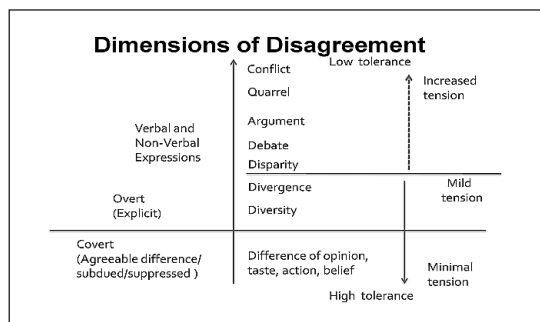 Dimensions of Disagreement
Low tolerance
Conflict
Quarrel
Increased
tension
Argument
Verbal and
Non-Verbal
Expressions
Debate
Disparity
Divergence
Mild
tension
Overt
(Explicit)
Diversity
Covert
(Agreeable difference/
subdued/suppressed )
Difference of opinion,
taste, action, belief
Minimal
tension
High tolerance